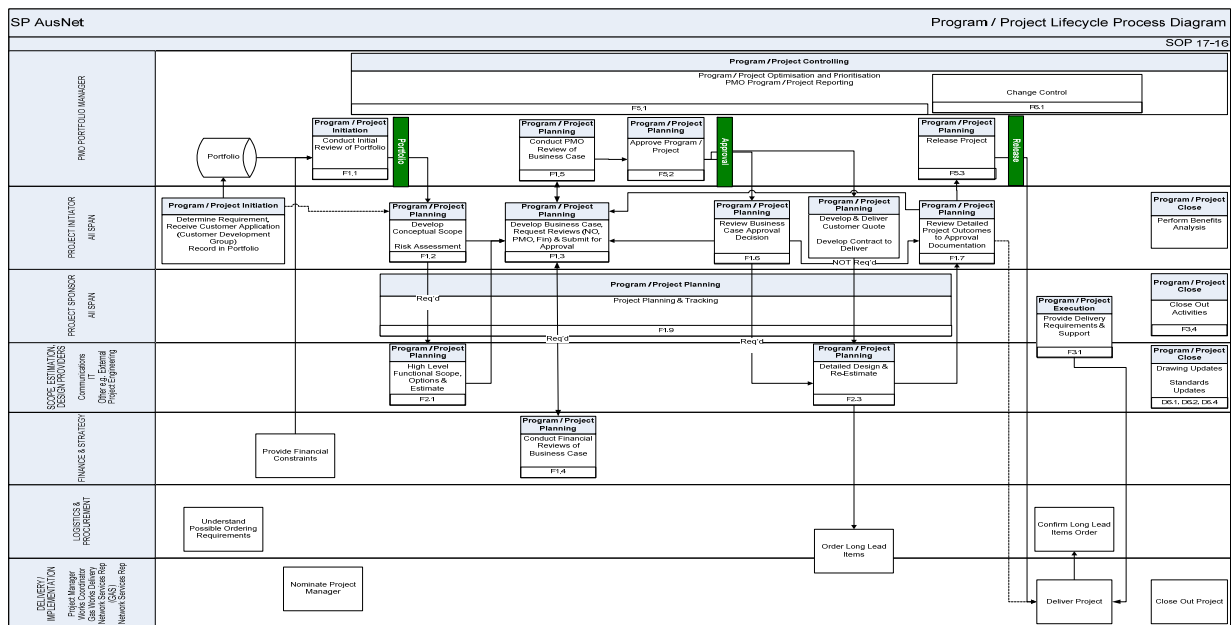 SP AusNet
Program / Project Lifecycle Process Diagram
SOP 17-16
PMO PORTFOLIO MANAGER
Program / Project Controlling
Program / Project Optimisation and Prioritisation
PMO Program / Project Reporting
F5.1
Change Control
F6.1
Portfolio
Program / Project
Initiation
Conduct Initial
Review of Portfolio
F1.1
Portfolio
Program / Project
Planning
Conduct PMO
Review of
Business Case
F1.5
Program / Project
Planning
Approve Program /
Project
F5.2
Approval
Program / Project
Planning
Release Project
F5.3
Release
PROJECT INITIATOR
All SPAN
Program / Project Initiation
Determine Requirement,
Receive Customer Application
(Customer Development
Group)
Record in Portfolio
Program / Project
Planning
Develop
Conceptual Scope
Risk Assessment
F1.2
Program / Project
Planning
Develop Business Case,
Request Reviews (NO,
PMO, Fin) & Submit for
Approval
F1.3
Program / Project
Planning
Review Business
Case Approval
Decision
F1.6
Program / Project
Planning
Develop & Deliver
Customer Quote
Develop Contract to
Deliver
NOT Req'd
Program / Project
Planning
Review Detailed
Project Outcomes
to Approval
Documentation
F1.7
Program / Project
Close
Perform Benefits
Analysis
PROJECT SPONSOR
All SPAN
Program / Project Planning
Project Planning & Tracking
F1.9
Req'd
Req'd
Req'd
Program / Project
Execution
Provide Delivery
Requirements &
Support
F3.1
Program / Project
Close
Close Out
Activities
F3.4
SCOPE, ESTIMATION,
DESIGN PROVIDERS
Communications
IT
Other e.g. External
Project Engineering
Program / Project
Planning
High Level
Functional Scope,
Options &
Estimate
F2.1
Program / Project
Planning
Detailed Design &
Re-Estimate
F2.3
Program / Project
Close
Drawing Updates
Standards
Updates
D6.1, D6.2, D6.4
FINANCE & STRATEGY
Provide Financial
Constraints
Program / Project
Planning
Conduct Financial
Reviews of
Business Case
F1.4
LOGISTICS &
PROCUREMENT
Understand
Possible Ordering
Requirements
Order Long Lead
Items
Confirm Long Lead
Items Order
DELIVERY /
IMPLEMENTATION
Project Manager
Works Coordinator
Gas Works Delivery
Network Services Rep
(GAS)
Network Services Rep
Nominate Project
Manager
Deliver Project
Close Out Project